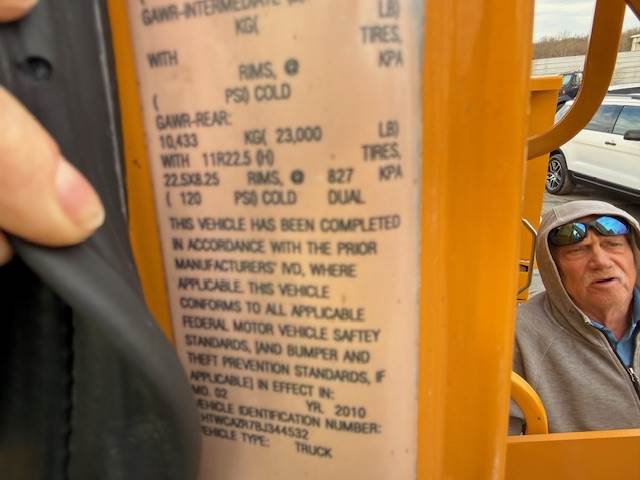 GAWR-INTERMEDIATE LB)
KG( TIRES,
WITH KPA
RIMS, @
( PSI) COLD
GAWR-REAR:
10,433 KG( 23,000 LB)
WITH 11R22.5 (H) TIRES,
22.5X8.25 RIMS, @ 827 KPA
( 120 PSI) COLD DUAL
THIS VEHICLE HAS BEEN COMPLETED
IN ACCORDANCE WITH THE PRIOR
MANUFACTURERS' IVD, WHERE
APPLICABLE. THIS VEHICLE
CONFORMS TO ALL APPLICABLE
FEDERAL MOTOR VEHICLE SAFTEY
STANDARDS, [AND BUMPER AND
THEFT PREVENTION STANDARDS, IF
APPLICABLE] IN EFFECT IN:
MO. 02 YR. 2010
VEHICLE IDENTIFICATION NUMBER:
HTWCAZR7BJ344532
VEHICLE TYPE: TRUCK